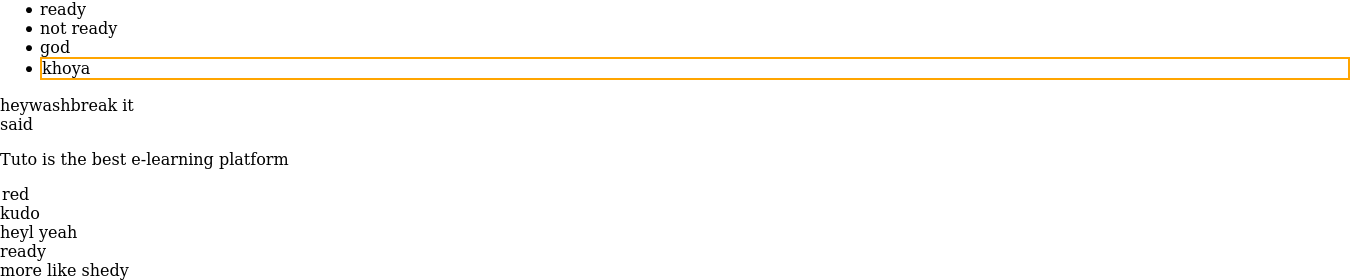 ready
not ready
god
khoya
heywashbreak it
said
Tuto is the best e-learning platform
red
kudo
heyl yeah
ready
more like shedy